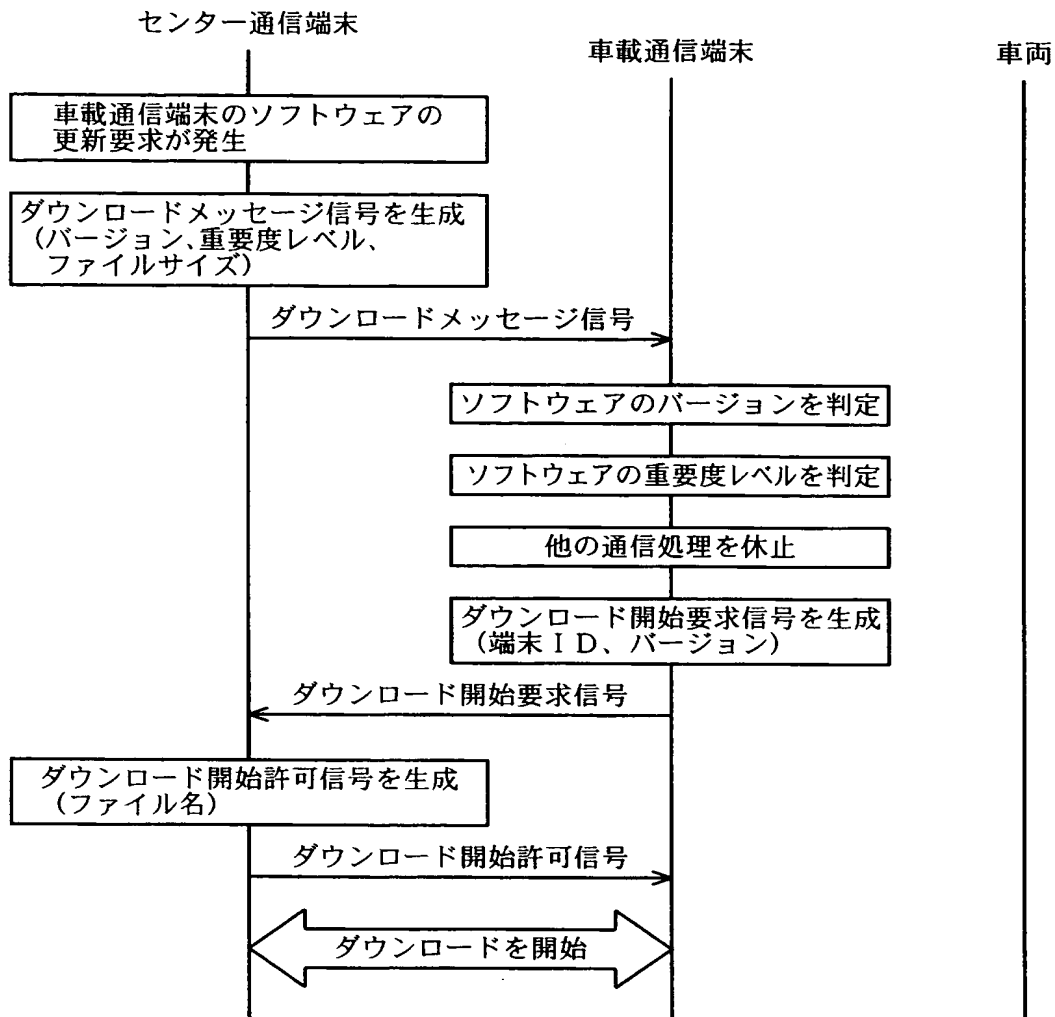 センター通信端末
車載通信端末
車両
車載通信端末のソフトウェアの
更新要求が発生
ダウンロードメッセージ信号を生成
(バージョン、重要度レベル、
ファイルサイズ)
ダウンロードメッセージ信号
ソフトウェアのバージョンを判定
ソフトウェアの重要度レベルを判定
他の通信処理を休止
ダウンロード開始要求信号を生成
(端末ID、バージョン)
ダウンロード開始要求信号
ダウンロード開始許可信号を生成
(ファイル名)
ダウンロード開始許可信号
ダウンロードを開始